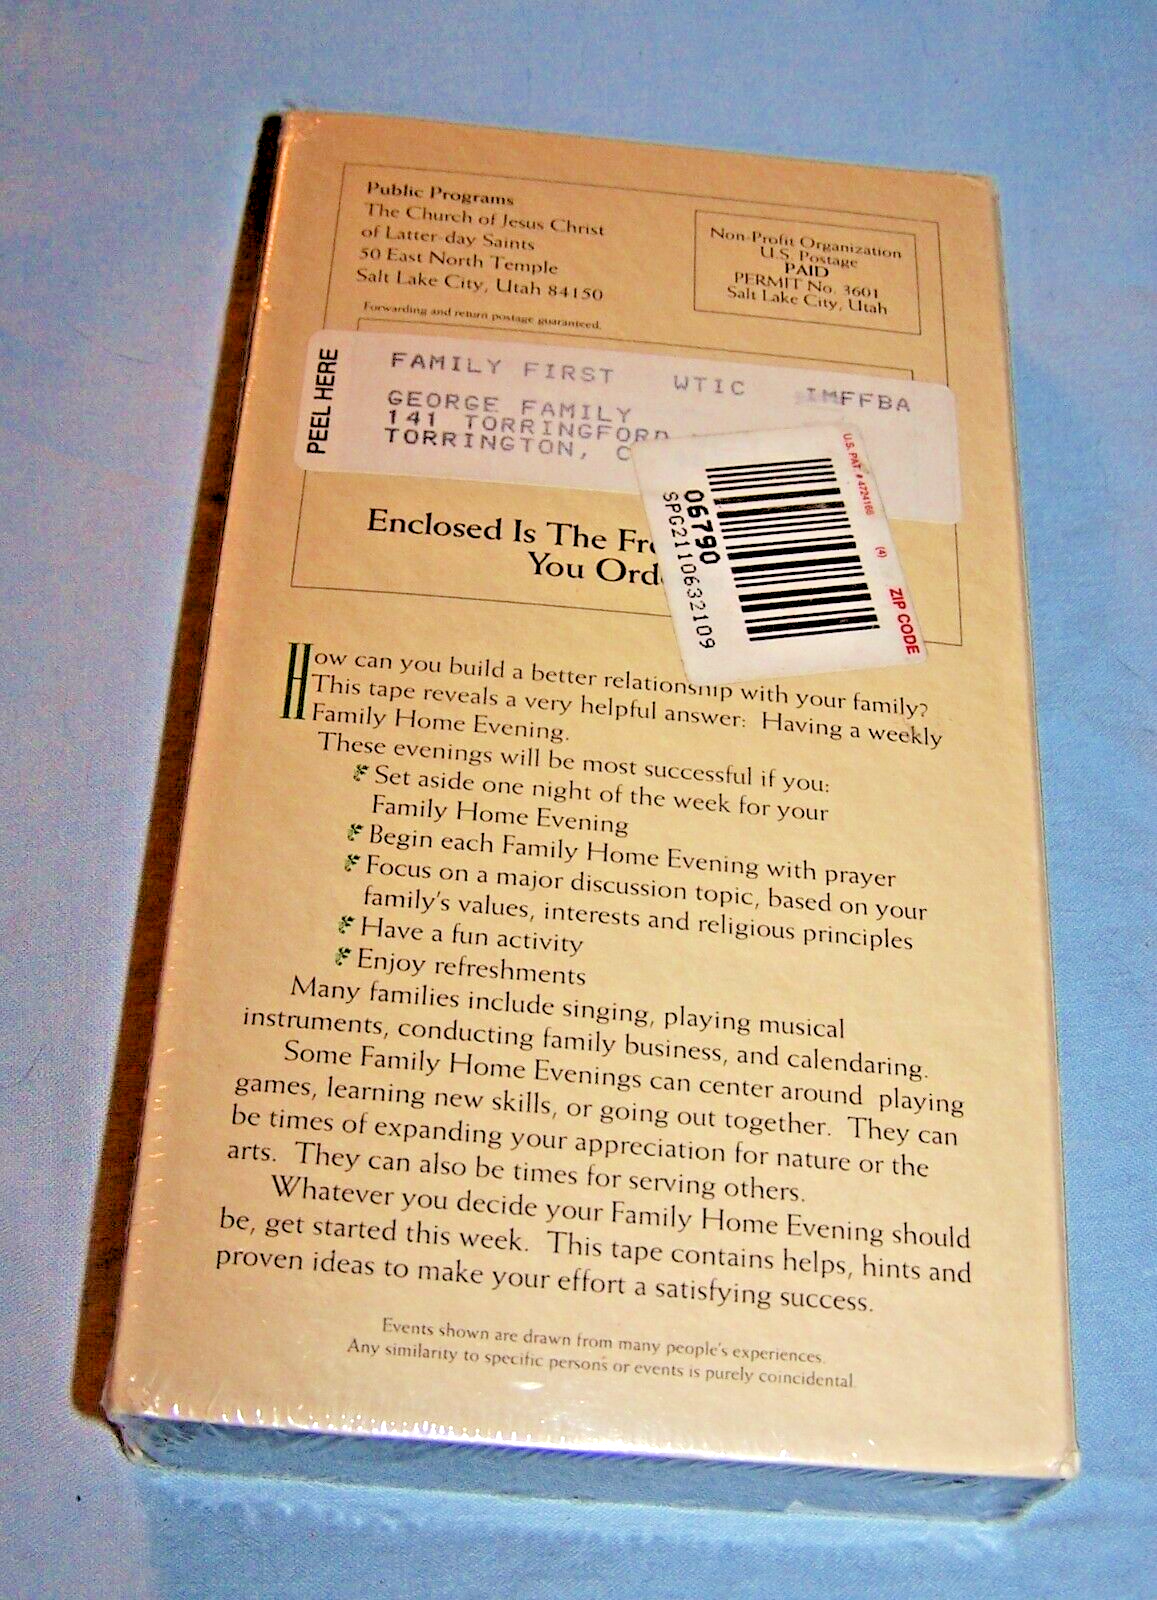 Public Programs
The Church of Jesus Christ
of Latter-day Saints
50 East North Temple
Salt Lake City, Utah 84150
Forwarding and return postage guaranteed.
Non-Profit Organization
U.S. Postage
PAID
PERMIT No. 3601
Salt Lake City, Utah
PEEL HERE
FAMILY FIRST WTIC IMFFBA
GEORGE FAMILY
141 TORRINGFORD
TORRINGTON, C
U.S. PAT. # 4724166 (4) ZIP CODE
06790
SPG2110632109
Enclosed Is The Fre
You Ord
How can you build a better relationship with your family?
This tape reveals a very helpful answer: Having a weekly
Family Home Evening.
These evenings will be most successful if you:
Set aside one night of the week for your
Family Home Evening
Begin each Family Home Evening with prayer
Focus on a major discussion topic, based on your
family's values, interests and religious principles
Have a fun activity
Enjoy refreshments
Many families include singing, playing musical
instruments, conducting family business, and calendaring.
Some Family Home Evenings can center around playing
games, learning new skills, or going out together. They can
be times of expanding your appreciation for nature or the
arts. They can also be times for serving others.
Whatever you decide your Family Home Evening should
be, get started this week. This tape contains helps, hints and
proven ideas to make your effort a satisfying success.
Events shown are drawn from many people's experiences.
Any similarity to specific persons or events is purely coincidental.